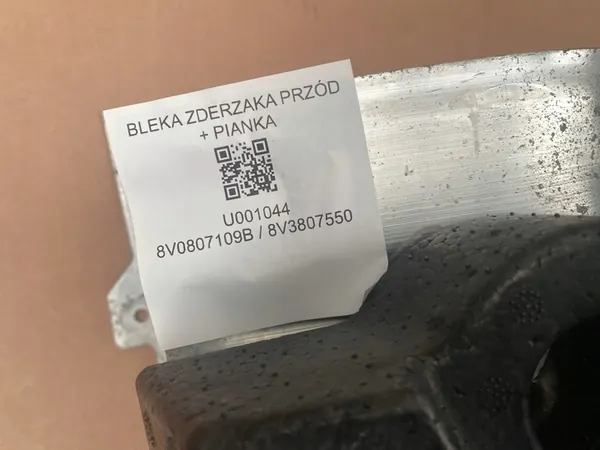 BLEKA ZDERZAKA PRZÓD
+ PIANKA
U001044
8V0807109B / 8V3807550